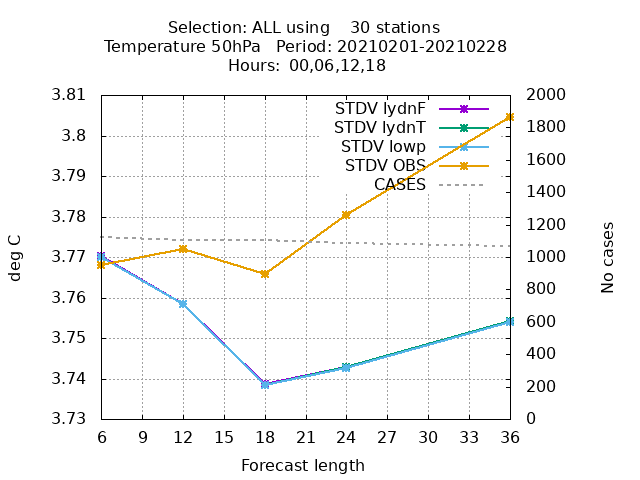 Selection: ALL using    30 stations
Temperature 50hPa   Period: 20210201-20210228
Hours:  00,06,12,18
STDV lydnF
STDV lydnT
STDV lowp
STDV OBS
CASES
3.81
3.8
3.79
3.78
3.77
3.76
3.75
3.74
3.73
deg C
2000
1800
1600
1400
1200
1000
800
600
400
200
0
No cases
6 9 12 15 18 21 24 27 30 33 36
Forecast length